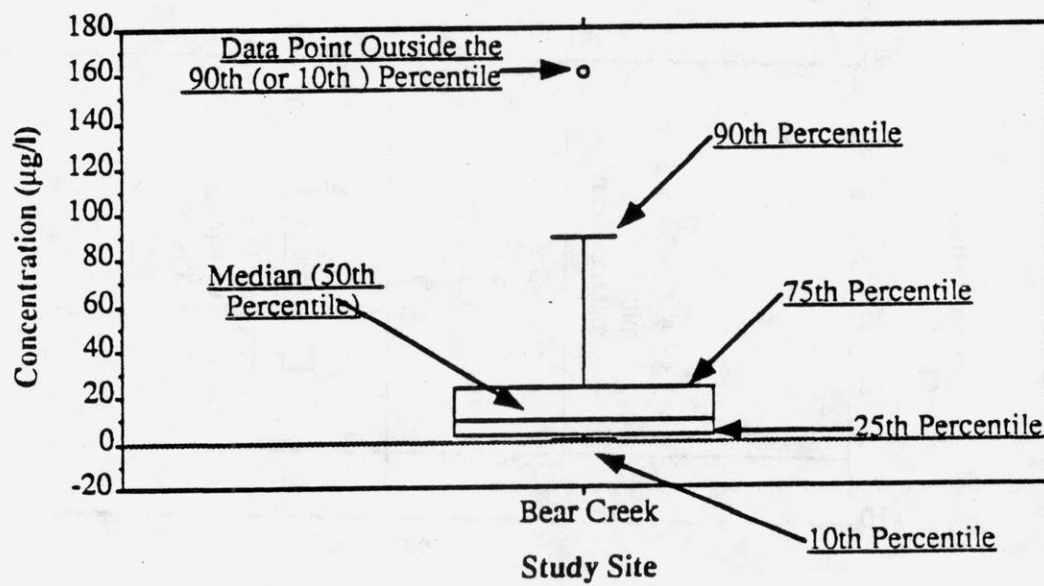 180
160
140
120
100
80
60
40
20
0
-20
Concentration (µg/l)
Data Point Outside the
90th (or 10th ) Percentile
90th Percentile
Median (50th
Percentile)
75th Percentile
25th Percentile
10th Percentile
Bear Creek
Study Site